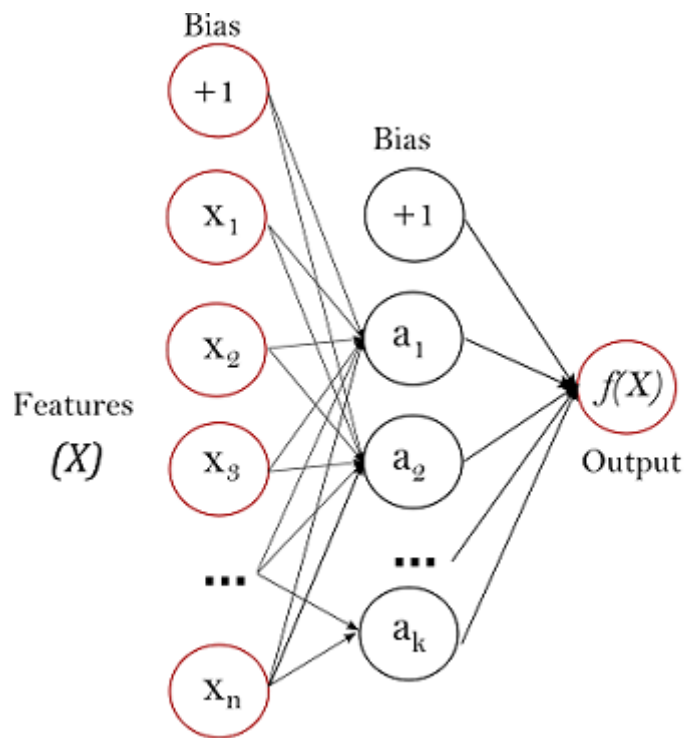 Bias
+1
x1
x2
x3
...
xn
Features
(X)
Bias
+1
a1
a2
...
ak
f(X)
Output